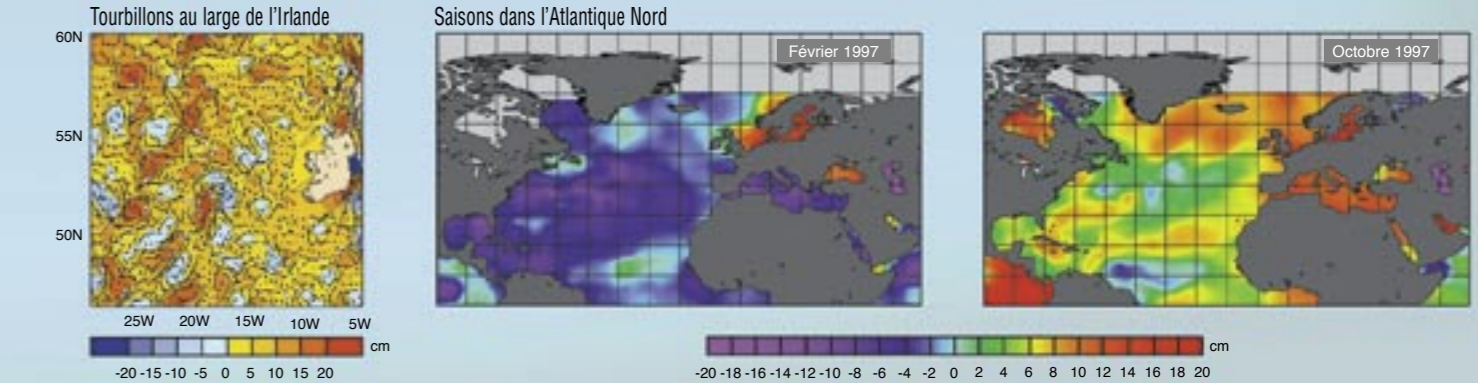 Tourbillons au large de l'Irlande
60N
55N
50N
25W 20W 15W 10W 5W
cm
-20 -15 -10 -5 0 5 10 15 20
Saisons dans l'Atlantique Nord
Février 1997
Octobre 1997
cm
-20 -18 -16 -14 -12 -10 -8 -6 -4 -2 0 2 4 6 8 10 12 14 16 18 20